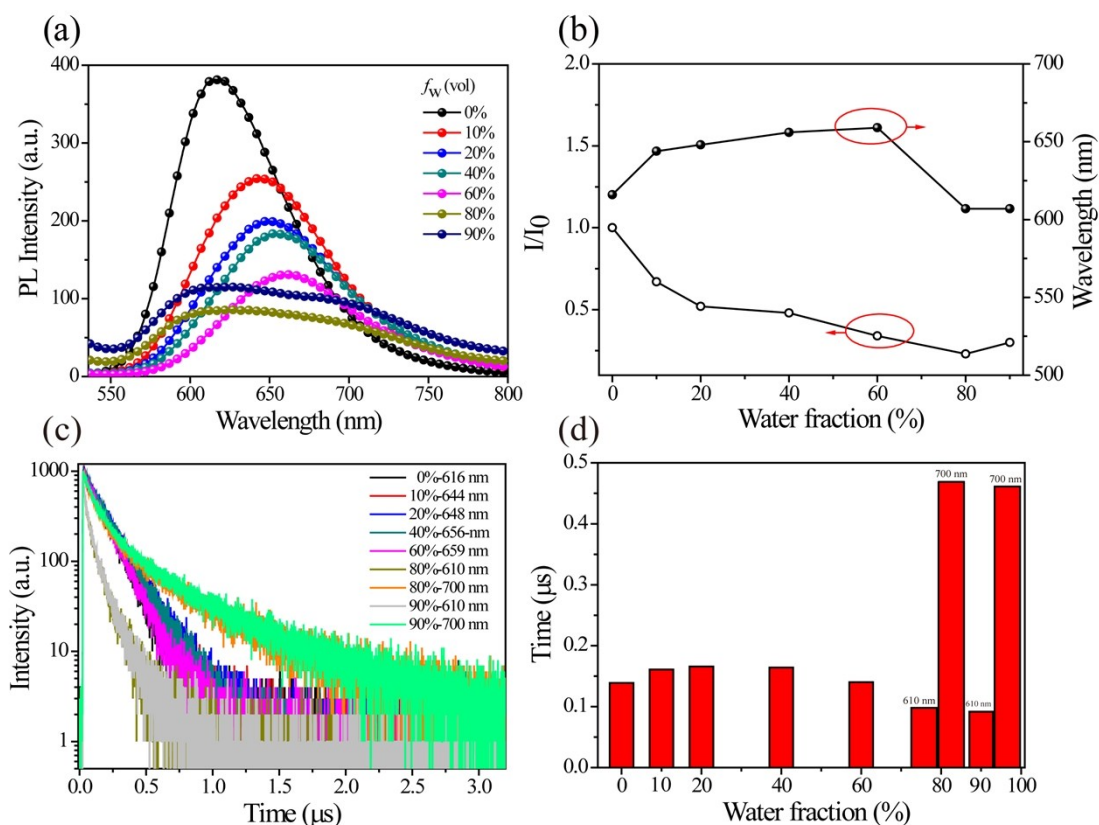 (a)
400
300
200
100
0
PL Intensity (a.u.)
550 600 650 700 750 800
Wavelength (nm)
fw (vol)
0%
10%
20%
40%
60%
80%
90%
(b)
2.0
1.5
1.0
0.5
I/I0
700
650
600
550
500
Wavelength (nm)
0 20 40 60 80
Water fraction (%)
(c)
1000
100
10
1
Intensity (a.u.)
0.0 0.5 1.0 1.5 2.0 2.5 3.0
Time (μs)
0%-616 nm
10%-644 nm
20%-648 nm
40%-656-nm
60%-659 nm
80%-610 nm
80%-700 nm
90%-610 nm
90%-700 nm
(d)
0.5
0.4
0.3
0.2
0.1
0.0
Time (μs)
700 nm
700 nm
610 nm
610 nm
0 10 20 40 60 80 90 100
Water fraction (%)